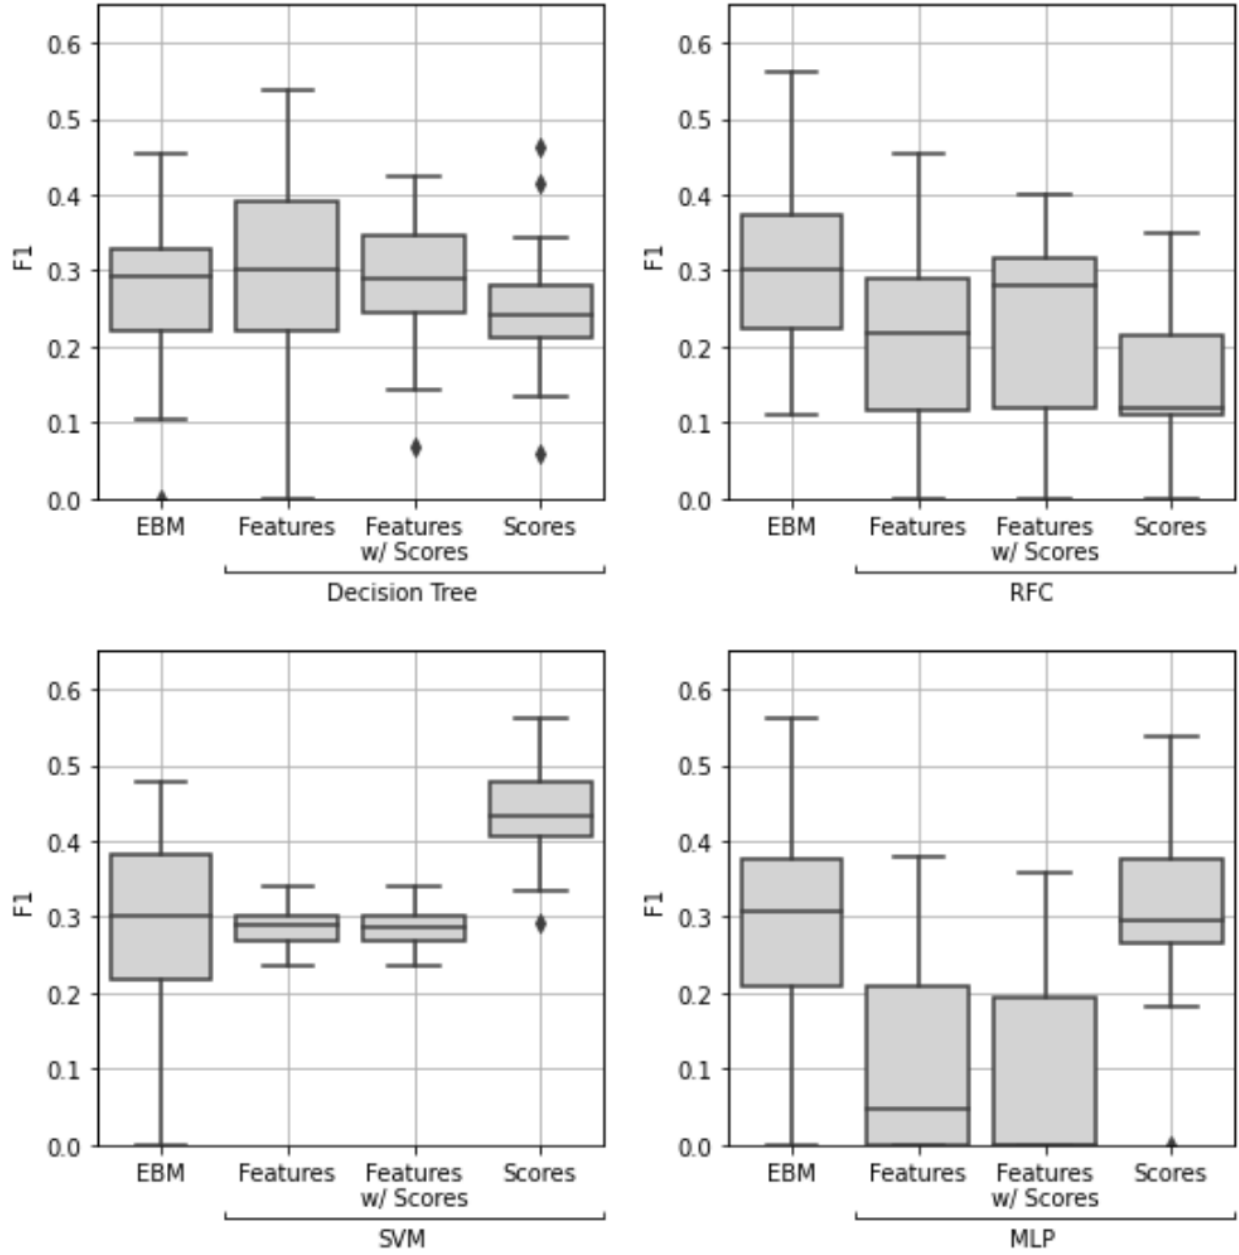 0.6
0.5
0.4
0.3
0.2
0.1
0.0
F1
EBM
Features
Features
w/ Scores
Scores
Decision Tree
0.6
0.5
0.4
0.3
0.2
0.1
0.0
F1
EBM
Features
Features
w/ Scores
Scores
RFC
0.6
0.5
0.4
0.3
0.2
0.1
0.0
F1
EBM
Features
Features
w/ Scores
Scores
SVM
0.6
0.5
0.4
0.3
0.2
0.1
0.0
F1
EBM
Features
Features
w/ Scores
Scores
MLP